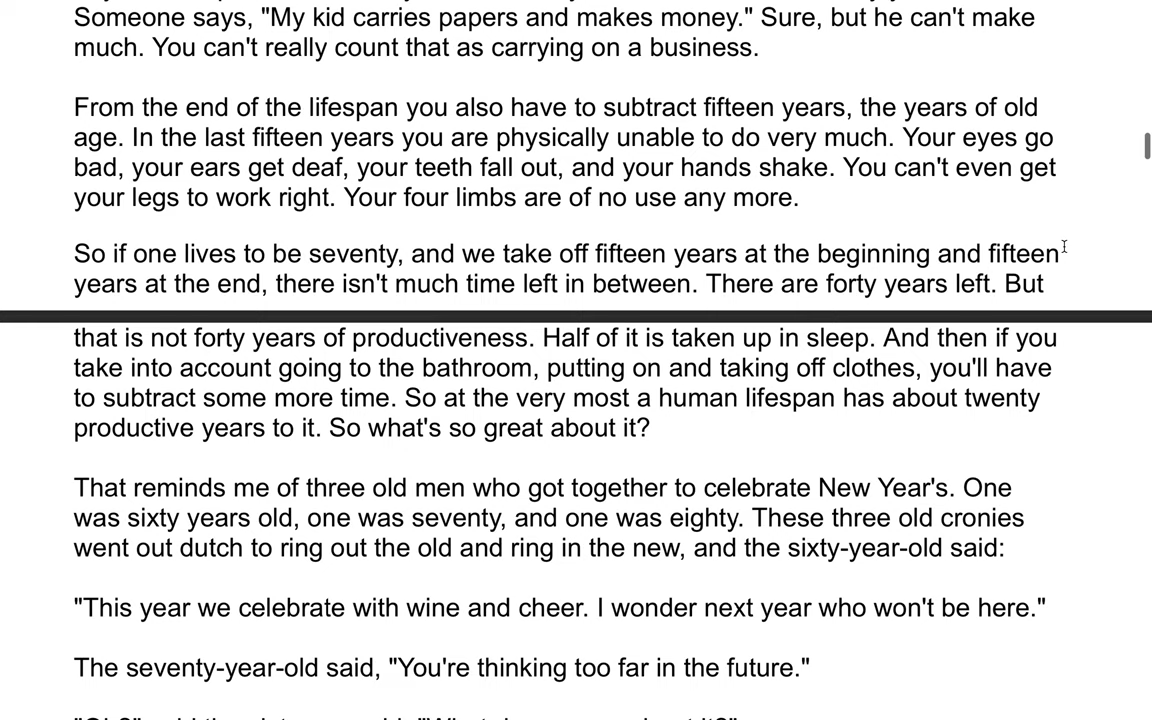 Someone says, "My kid carries papers and makes money." Sure, but he can't make
much. You can't really count that as carrying on a business.
From the end of the lifespan you also have to subtract fifteen years, the years of old
age. In the last fifteen years you are physically unable to do very much. Your eyes go
bad, your ears get deaf, your teeth fall out, and your hands shake. You can't even get
your legs to work right. Your four limbs are of no use any more.
So if one lives to be seventy, and we take off fifteen years at the beginning and fifteen
years at the end, there isn't much time left in between. There are forty years left. But
that is not forty years of productiveness. Half of it is taken up in sleep. And then if you
take into account going to the bathroom, putting on and taking off clothes, you'll have
to subtract some more time. So at the very most a human lifespan has about twenty
productive years to it. So what's so great about it?
That reminds me of three old men who got together to celebrate New Year's. One
was sixty years old, one was seventy, and one was eighty. These three old cronies
went out dutch to ring out the old and ring in the new, and the sixty-year-old said:
"This year we celebrate with wine and cheer. I wonder next year who won't be here."
The seventy-year-old said, "You're thinking too far in the future."